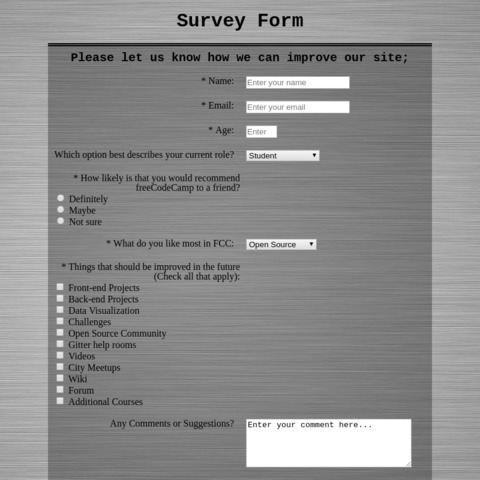 Survey Form
Please let us know how we can improve our site;
* Name:
Enter your name
* Email:
Enter your email
* Age:
Enter
Which option best describes your current role?
Student
* How likely is that you would recommend
freeCodeCamp to a friend?
Definitely
Maybe
Not sure
* What do you like most in FCC:
Open Source
* Things that should be improved in the future
(Check all that apply):
Front-end Projects
Back-end Projects
Data Visualization
Challenges
Open Source Community
Gitter help rooms
Videos
City Meetups
Wiki
Forum
Additional Courses
Any Comments or Suggestions?
Enter your comment here...